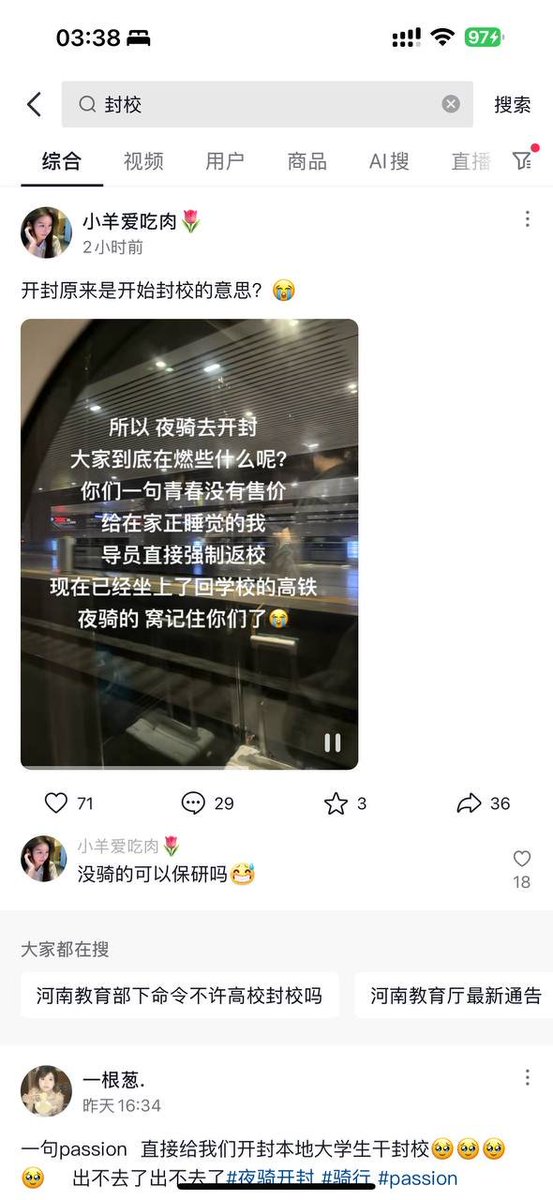 03:38
97
封校
搜索
综合
视频
用户
商品
AI搜
直播
小羊爱吃肉
2小时前
开封原来是开始封校的意思？
所以 夜骑去开封
大家到底在燃些什么呢?
你们一句青春没有售价
给在家正睡觉的我
导员直接强制返校
现在已经坐上了回学校的高铁
夜骑的 窝记住你们了
71
29
3
36
小羊爱吃肉
没骑的可以保研吗
18
大家都在搜
河南教育部下命令不许高校封校吗
河南教育厅最新通告
一根葱.
昨天16:34
一句passion 直接给我们开封本地大学生干封校
出不去了出不去了#夜骑开封 #骑行 #passion